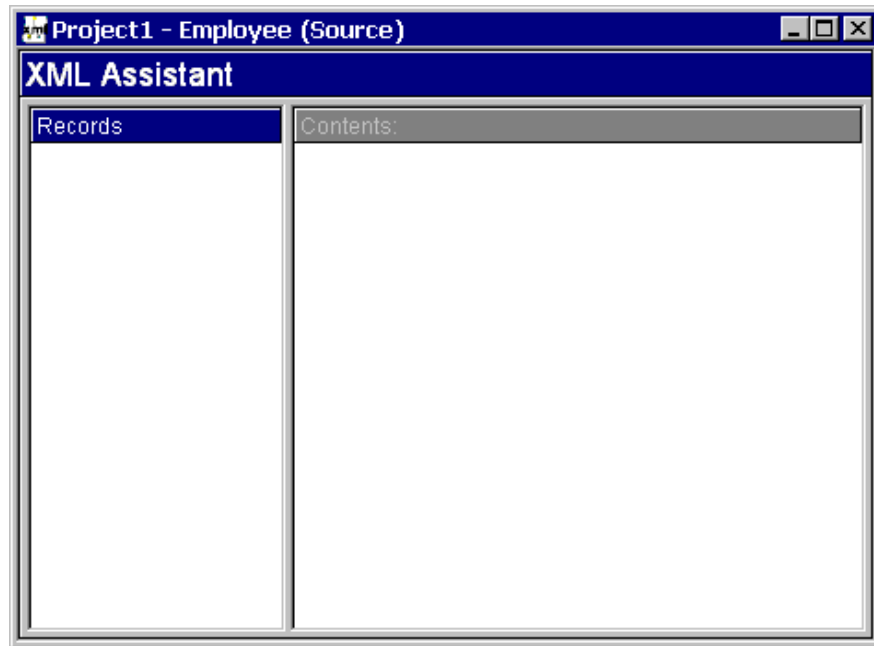 Project1 - Employee (Source)
XML Assistant
Records
Contents: